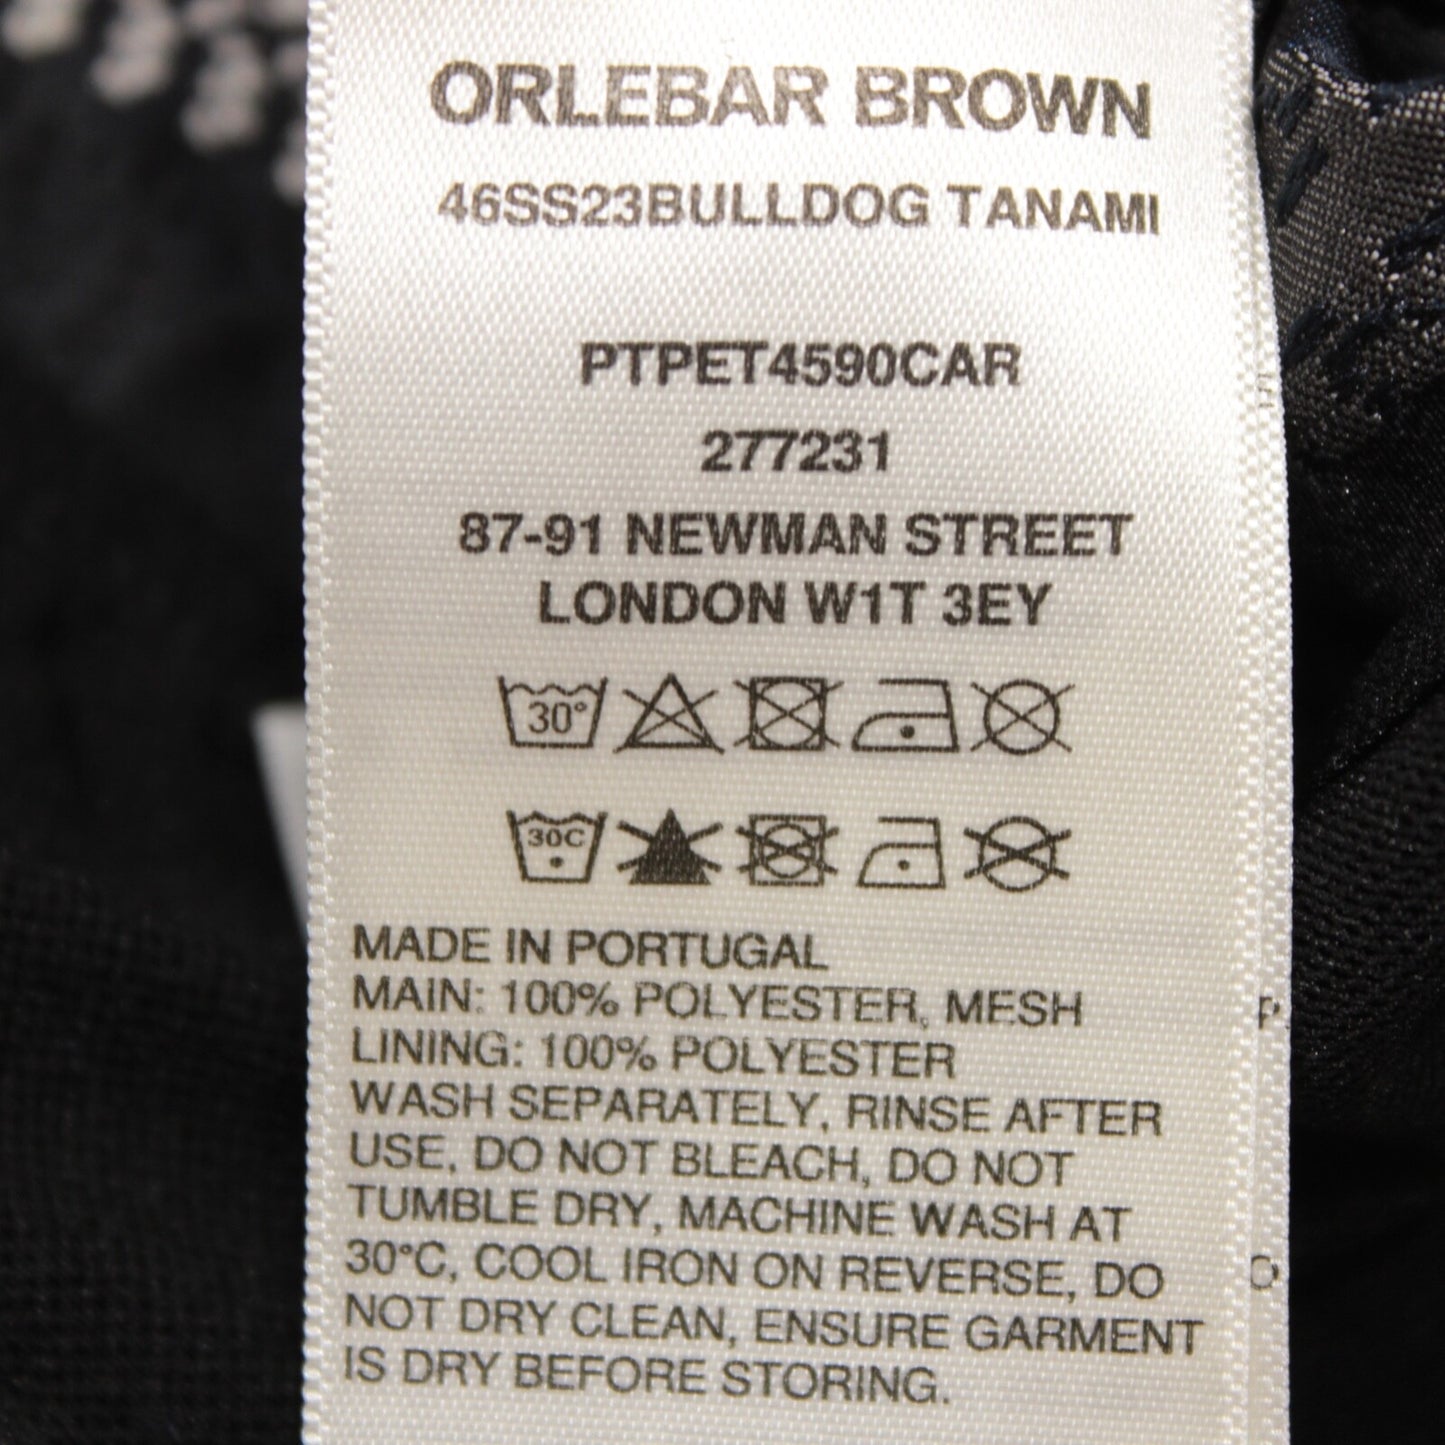 ORLEBAR BROWN
46SS23BULLDOG TANAMI
PTPET4590CAR
277231
87-91 NEWMAN STREET
LONDON W1T 3EY
30°
30C
MADE IN PORTUGAL
MAIN: 100% POLYESTER, MESH
LINING: 100% POLYESTER
WASH SEPARATELY, RINSE AFTER
USE, DO NOT BLEACH, DO NOT
TUMBLE DRY, MACHINE WASH AT
30°C, COOL IRON ON REVERSE, DO
NOT DRY CLEAN, ENSURE GARMENT
IS DRY BEFORE STORING.